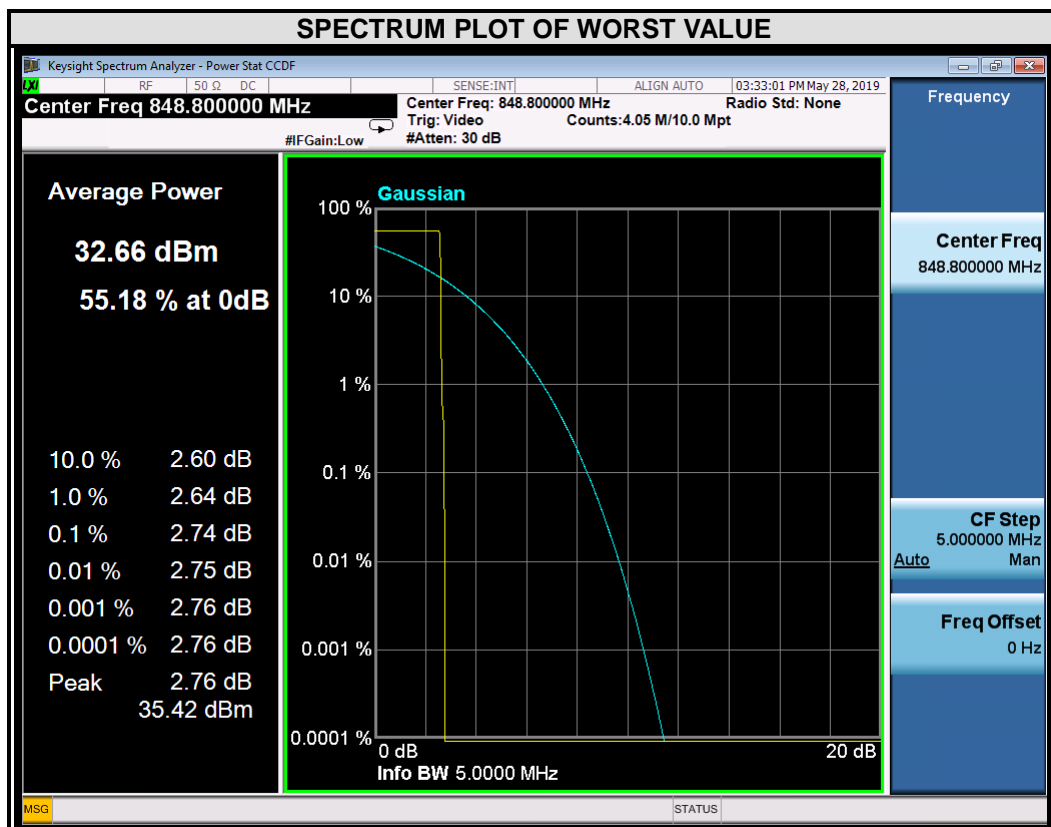 SPECTRUM PLOT OF WORST VALUE
Keysight Spectrum Analyzer - Power Stat CCDF
LXI RF 50 Ω DC SENSE:INT ALIGN AUTO 03:33:01 PM May 28, 2019
Center Freq 848.800000 MHz
Center Freq: 848.800000 MHz Radio Std: None
Trig: Video Counts:4.05 M/10.0 Mpt
#IFGain:Low #Atten: 30 dB
Average Power
32.66 dBm
55.18 % at 0dB
10.0 % 2.60 dB
1.0 % 2.64 dB
0.1 % 2.74 dB
0.01 % 2.75 dB
0.001 % 2.76 dB
0.0001 % 2.76 dB
Peak 2.76 dB
35.42 dBm
Gaussian
100 %
10 %
1 %
0.1 %
0.01 %
0.001 %
0.0001 %
0 dB 20 dB
Info BW 5.0000 MHz
Frequency
Center Freq
848.800000 MHz
CF Step
5.000000 MHz
Auto Man
Freq Offset
0 Hz
MSG STATUS